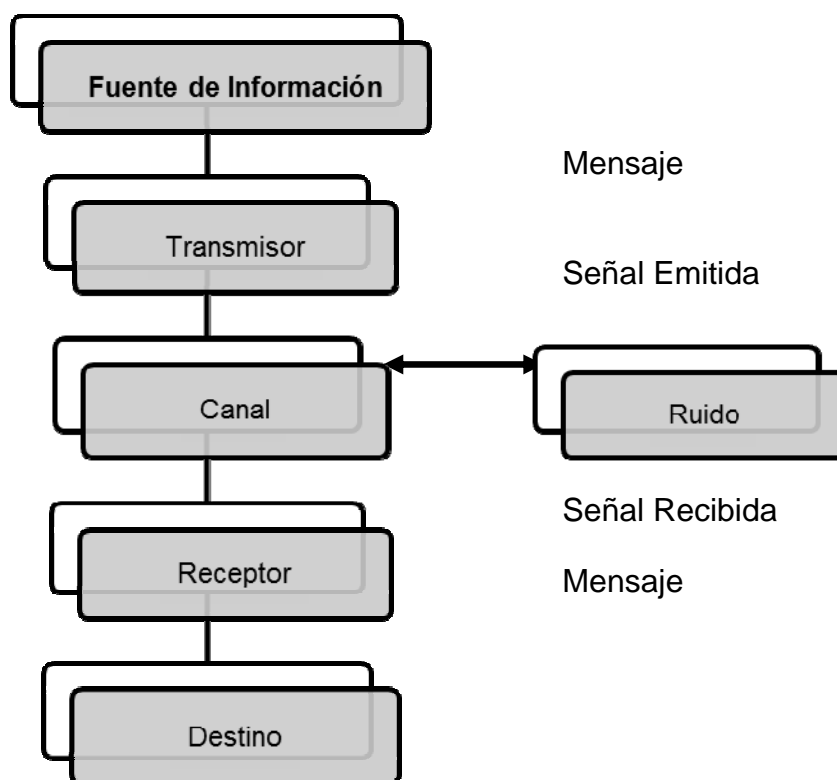 Fuente de Información
Mensaje
Transmisor
Señal Emitida
Canal
Ruido
Señal Recibida
Receptor
Mensaje
Destino